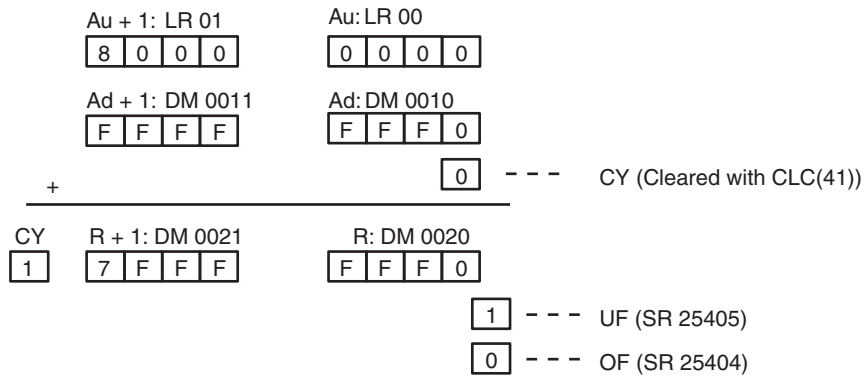 Au + 1: LR 01 Au: LR 00
8 0 0 0 0 0 0 0
Ad + 1: DM 0011 Ad: DM 0010
F F F F F F F 0
0 – – – CY (Cleared with CLC(41))
+
CY R + 1: DM 0021 R: DM 0020
1 7 F F F F F F 0
1 – – – UF (SR 25405)
0 – – – OF (SR 25404)